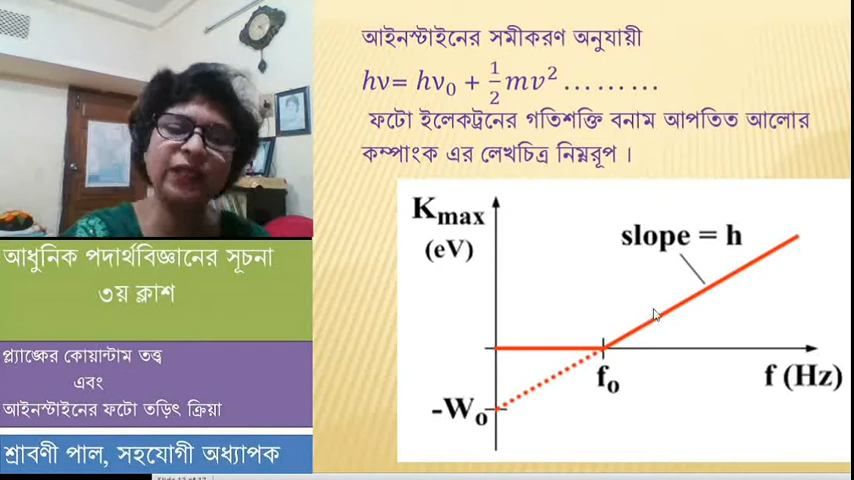 আইনস্টাইনের সমীকরণ অনুযায়ী
hν= hν₀ + 1/2 mv² .........
ফটো ইলেকট্রনের গতিশক্তি বনাম আপতিত আলোর
কম্পাংক এর লেখচিত্র নিম্নরূপ ।
Kmax
(eV)
slope = h
f₀
f (Hz)
-W₀
আধুনিক পদার্থবিজ্ঞানের সূচনা
৩য় ক্লাশ
প্ল্যাঙ্কের কোয়ান্টাম তত্ত্ব
এবং
আইনস্টাইনের ফটো তড়িৎ ক্রিয়া
শ্রাবণী পাল, সহযোগী অধ্যাপক